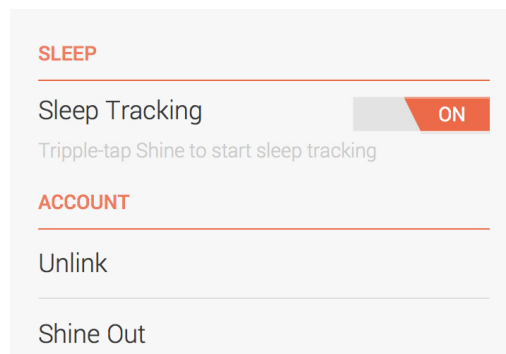 SLEEP
Sleep Tracking
ON
Tripple-tap Shine to start sleep tracking
ACCOUNT
Unlink
Shine Out